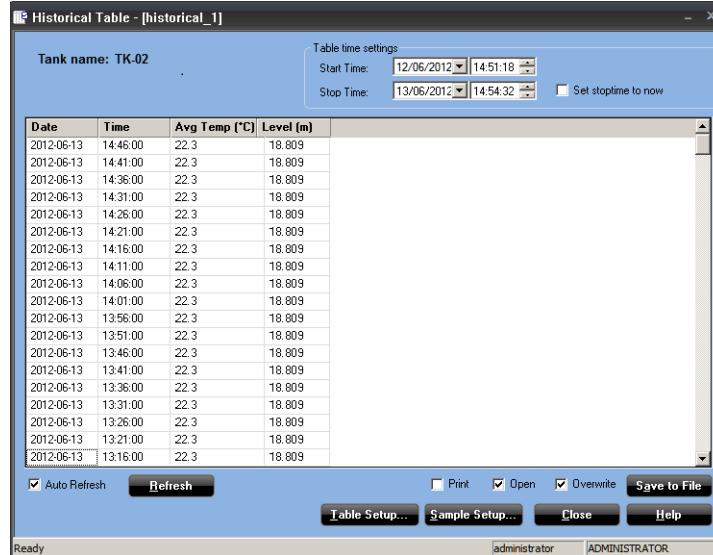 Historical Table - [historical_1]
Tank name: TK-02
Table time settings
Start Time: 12/06/2012 14:51:18
Stop Time: 13/06/2012 14:54:32 Set stoptime to now
Date Time Avg Temp (°C) Level (m)
2012-06-13 14:46:00 22.3 18.809
2012-06-13 14:41:00 22.3 18.809
2012-06-13 14:36:00 22.3 18.809
2012-06-13 14:31:00 22.3 18.809
2012-06-13 14:26:00 22.3 18.809
2012-06-13 14:21:00 22.3 18.809
2012-06-13 14:16:00 22.3 18.809
2012-06-13 14:11:00 22.3 18.809
2012-06-13 14:06:00 22.3 18.809
2012-06-13 14:01:00 22.3 18.809
2012-06-13 13:56:00 22.3 18.809
2012-06-13 13:51:00 22.3 18.809
2012-06-13 13:46:00 22.3 18.809
2012-06-13 13:41:00 22.3 18.809
2012-06-13 13:36:00 22.3 18.809
2012-06-13 13:31:00 22.3 18.809
2012-06-13 13:26:00 22.3 18.809
2012-06-13 13:21:00 22.3 18.809
2012-06-13 13:16:00 22.3 18.809
Auto Refresh Refresh Print Open Overwrite Save to File
Table Setup... Sample Setup... Close Help
Ready administrator ADMINISTRATOR